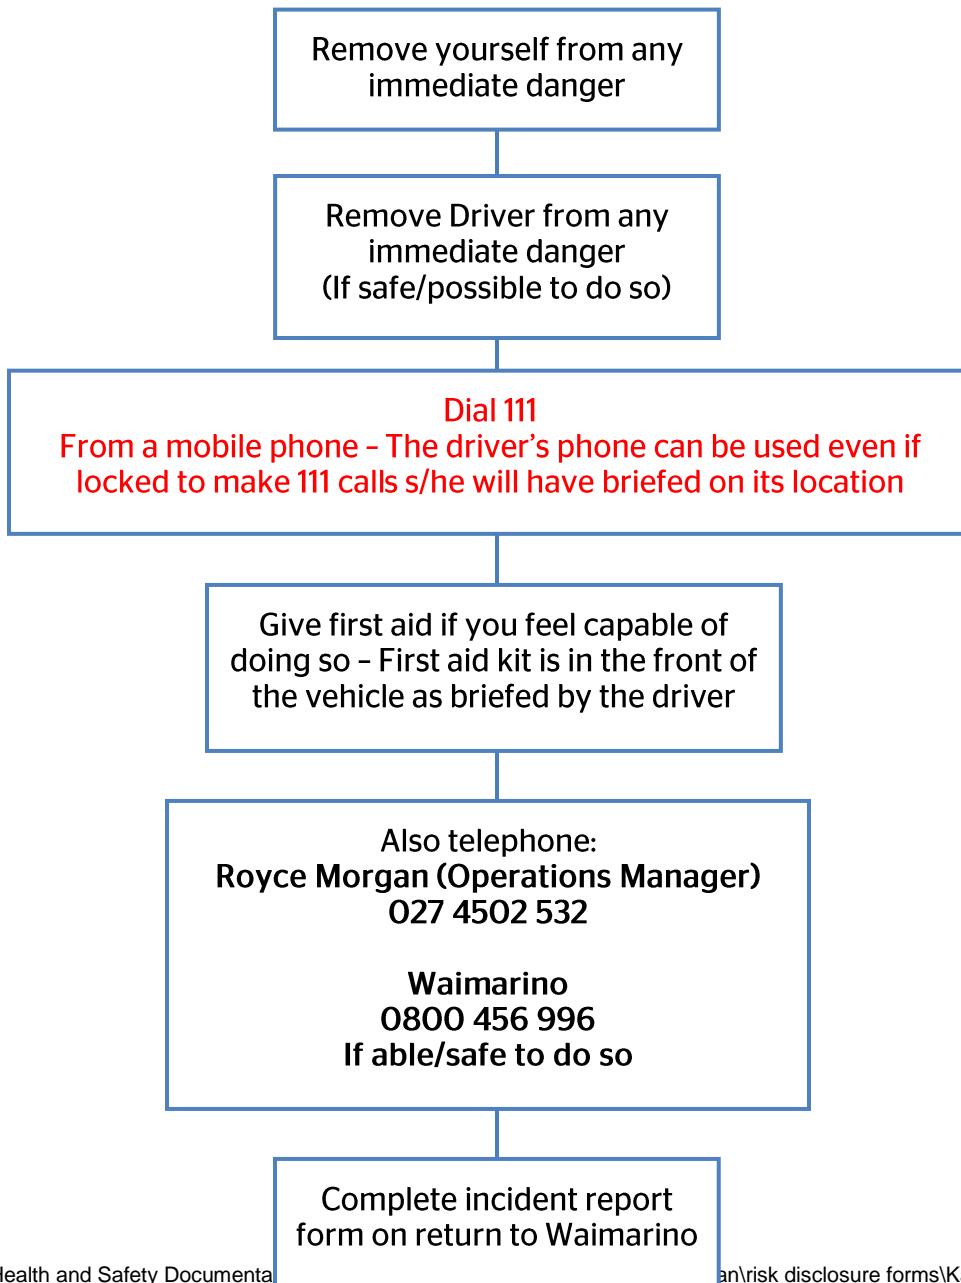 Remove yourself from any
immediate danger
Remove Driver from any
immediate danger
(If safe/possible to do so)
Dial 111
From a mobile phone – The driver’s phone can be used even if
locked to make 111 calls s/he will have briefed on its location
Give first aid if you feel capable of
doing so – First aid kit is in the front of
the vehicle as briefed by the driver
Also telephone:
Royce Morgan (Operations Manager)
027 4502 532
Waimarino
0800 456 996
If able/safe to do so
Complete incident report
form on return to Waimarino
and Safety \risk disclosure forms\